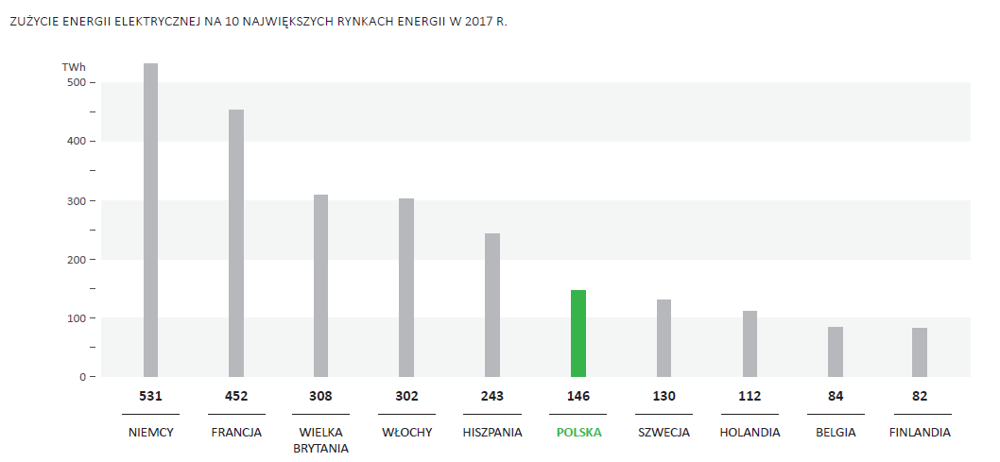 ZUŻYCIE ENERGII ELEKTRYCZNEJ NA 10 NAJWIĘKSZYCH RYNKACH ENERGII W 2017 R.
TWh
500
400
300
200
100
0
531 452 308 302 243 146 130 112 84 82
NIEMCY FRANCJA WIELKA WŁOCHY HISZPANIA POLSKA SZWECJA HOLANDIA BELGIA FINLANDIA
BRYTANIA